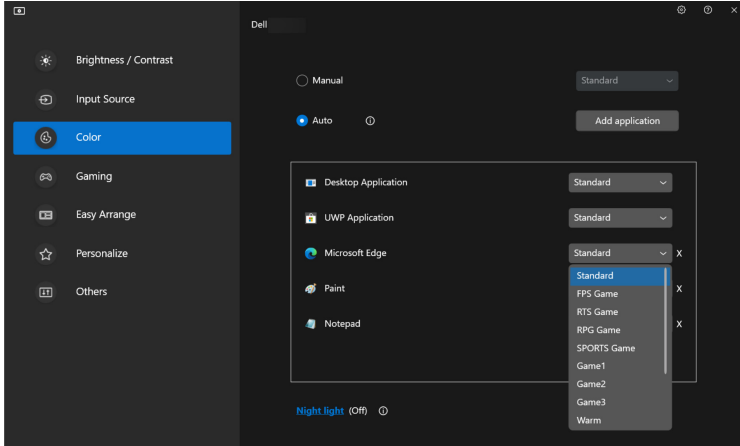 Dell
Brightness / Contrast
Input Source
Color
Gaming
Easy Arrange
Personalize
Others
Manual
Standard
Auto
Add application
Desktop Application
Standard
UWP Application
Standard
Microsoft Edge
Standard
X
Paint
X
Notepad
X
Standard
FPS Game
RTS Game
RPG Game
SPORTS Game
Game1
Game2
Game3
Warm
Night light (Off)